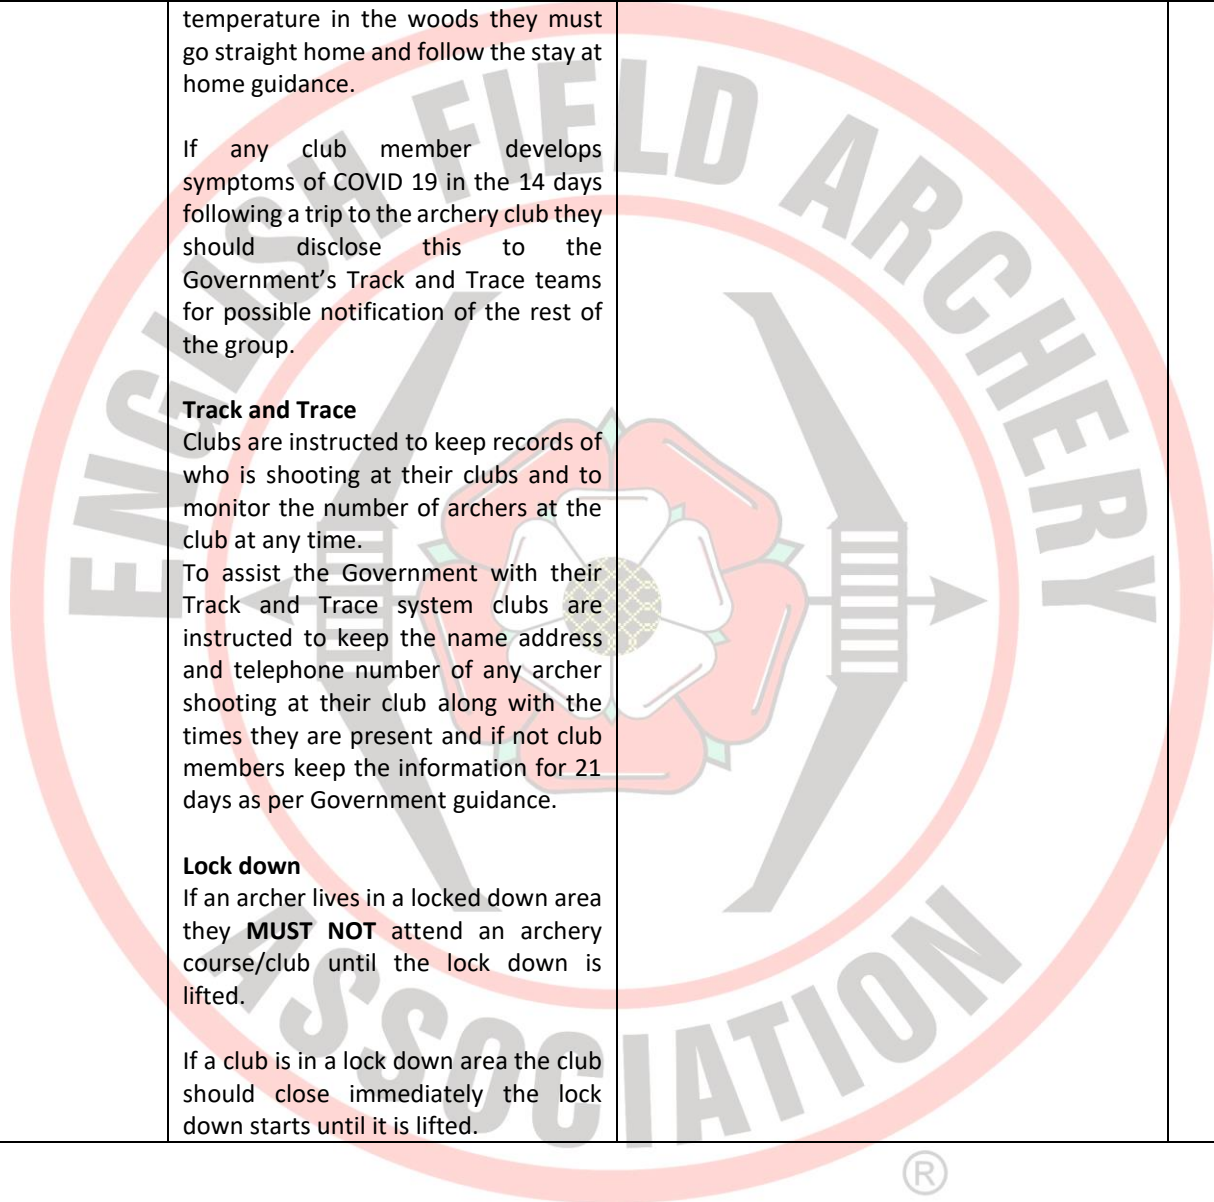 temperature in the woods they must
go straight home and follow the stay at
home guidance.
If any club member develops
symptoms of COVID 19 in the 14 days
following a trip to the archery club they
should disclose this to the
Government’s Track and Trace teams
for possible notification of the rest of
the group.
Track and Trace
Clubs are instructed to keep records of
who is shooting at their clubs and to
monitor the number of archers at the
club at any time.
To assist the Government with their
Track and Trace system clubs are
instructed to keep the name address
and telephone number of any archer
shooting at their club along with the
times they are present and if not club
members keep the information for 21
days as per Government guidance.
Lock down
If an archer lives in a locked down area
they MUST NOT attend an archery
course/club until the lock down is
lifted.
If a club is in a lock down area the club
should close immediately the lock
down starts until it is lifted.
ENGLISH FIELD ARCHERY
ASSOCIATION
®